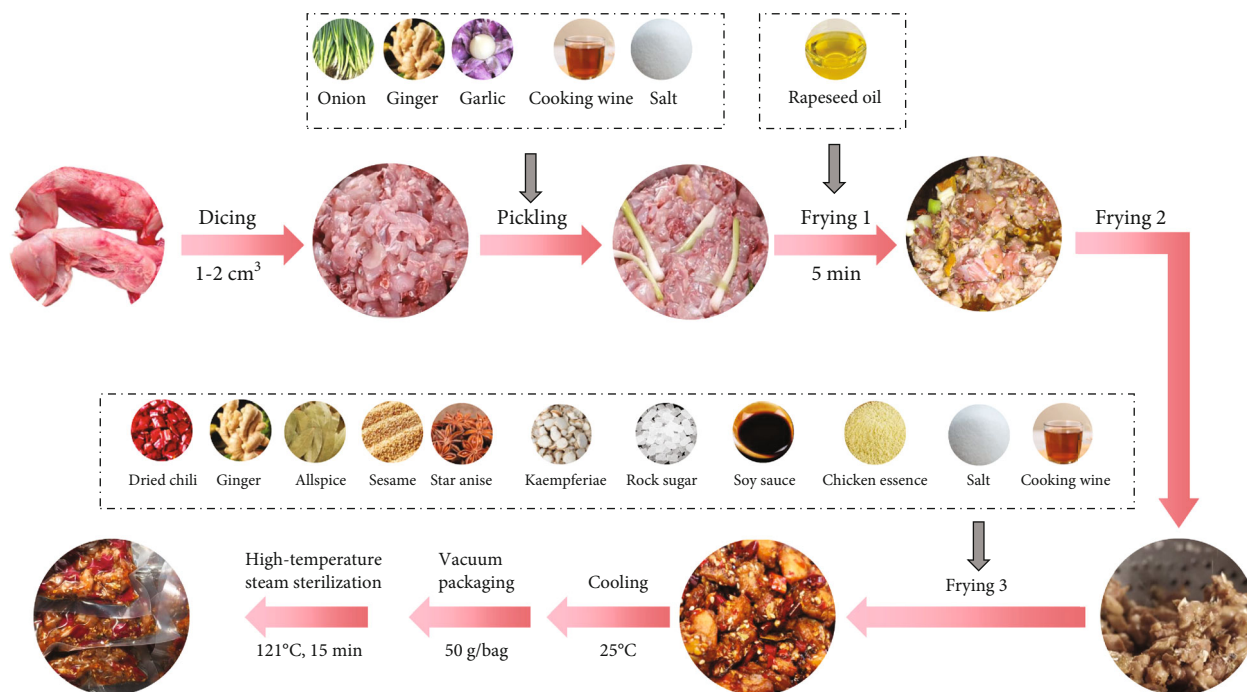 Onion Ginger Garlic Cooking wine Salt
Rapeseed oil
Dicing
1-2 cm³
Pickling
Frying 1
5 min
Frying 2
Dried chili Ginger Allspice Sesame Star anise Kaempferiae Rock sugar Soy sauce Chicken essence Salt Cooking wine
Frying 3
Cooling
25°C
Vacuum
packaging
50 g/bag
High-temperature
steam sterilization
121°C, 15 min